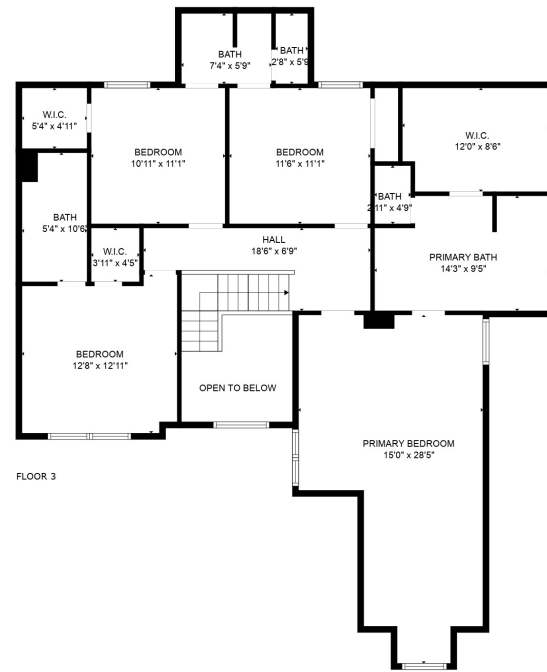 BATH
7'4" x 5'9"
BATH
2'8" x 5'9"
W.I.C.
5'4" x 4'11"
BEDROOM
10'11" x 11'1"
BEDROOM
11'6" x 11'1"
W.I.C.
12'0" x 8'6"
BATH
5'4" x 10'6"
BATH
2'11" x 4'9"
W.I.C.
3'11" x 4'5"
HALL
18'6" x 6'9"
PRIMARY BATH
14'3" x 9'5"
BEDROOM
12'8" x 12'11"
OPEN TO BELOW
PRIMARY BEDROOM
15'0" x 28'5"
FLOOR 3